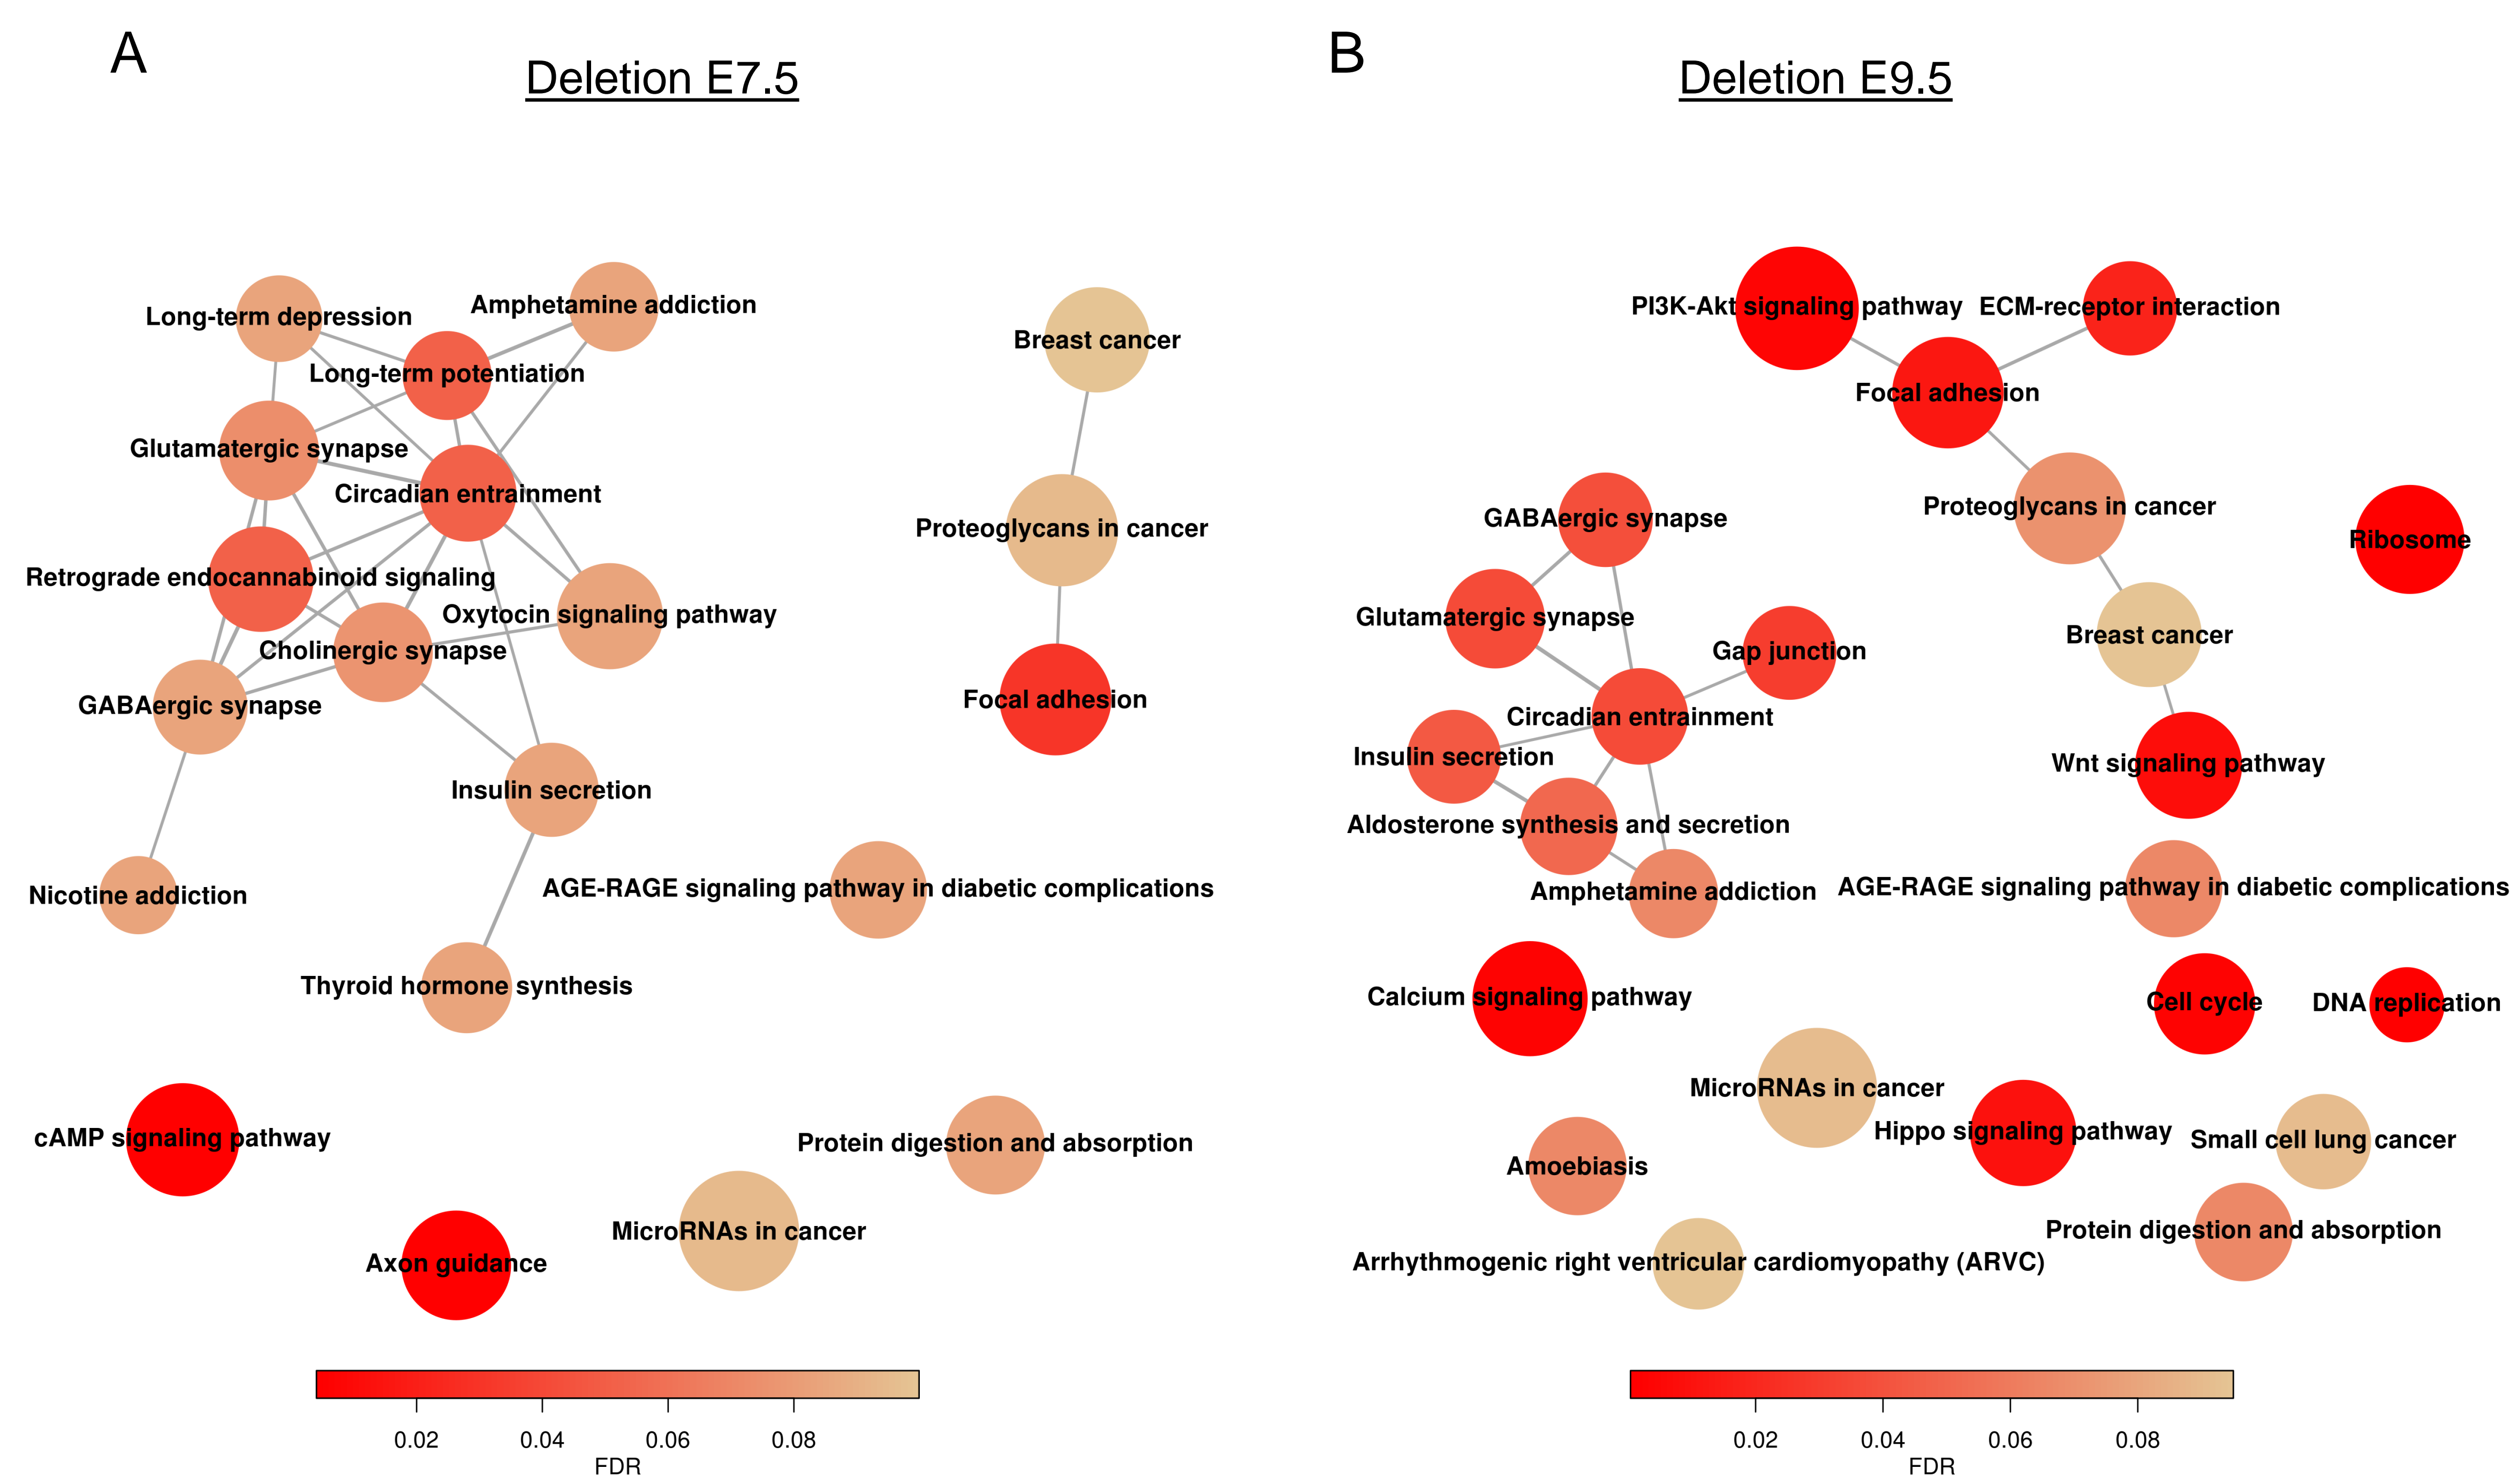 A
Deletion E7.5
Long-term depression
Amphetamine addiction
Long-term potentiation
Breast cancer
Glutamatergic synapse
Circadian entrainment
Proteoglycans in cancer
Retrograde endocannabinoid signaling
Oxytocin signaling pathway
Cholinergic synapse
GABAergic synapse
Focal adhesion
Insulin secretion
Nicotine addiction
AGE-RAGE signaling pathway in diabetic complications
Thyroid hormone synthesis
cAMP signaling pathway
Protein digestion and absorption
MicroRNAs in cancer
Axon guidance
0.02 0.04 0.06 0.08
FDR
B
Deletion E9.5
PI3K-Akt signaling pathway
ECM-receptor interaction
Focal adhesion
Proteoglycans in cancer
GABAergic synapse
Ribosome
Glutamatergic synapse
Breast cancer
Gap junction
Circadian entrainment
Insulin secretion
Wnt signaling pathway
Aldosterone synthesis and secretion
Amphetamine addiction
AGE-RAGE signaling pathway in diabetic complications
Calcium signaling pathway
Cell cycle
DNA replication
MicroRNAs in cancer
Hippo signaling pathway
Small cell lung cancer
Amoebiasis
Protein digestion and absorption
Arrhythmogenic right ventricular cardiomyopathy (ARVC)
0.02 0.04 0.06 0.08
FDR